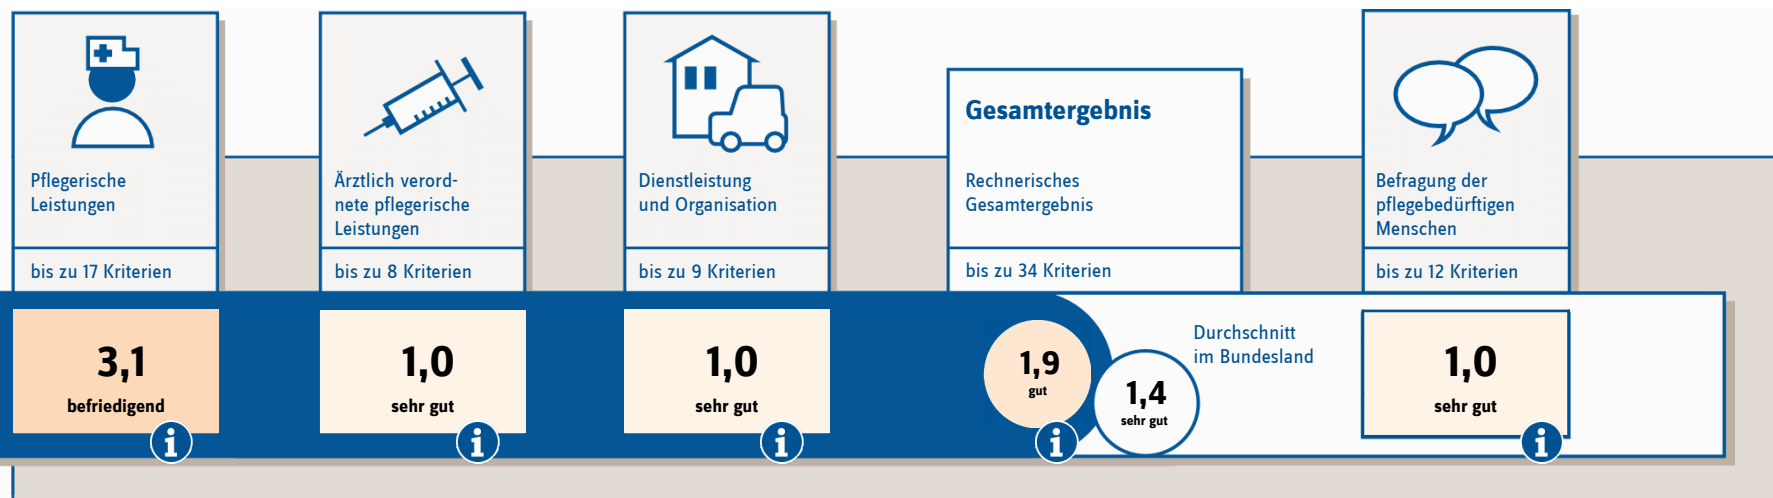 Pflegerische
Leistungen
bis zu 17 Kriterien
3,1
befriedigend
Ärztlich verord-
nete pflegerische
Leistungen
bis zu 8 Kriterien
1,0
sehr gut
Dienstleistung
und Organisation
bis zu 9 Kriterien
1,0
sehr gut
Gesamtergebnis
Rechnerisches
Gesamtergebnis
bis zu 34 Kriterien
1,9
gut
1,4
sehr gut
Durchschnitt
im Bundesland
Befragung der
pflegebedürftigen
Menschen
bis zu 12 Kriterien
1,0
sehr gut